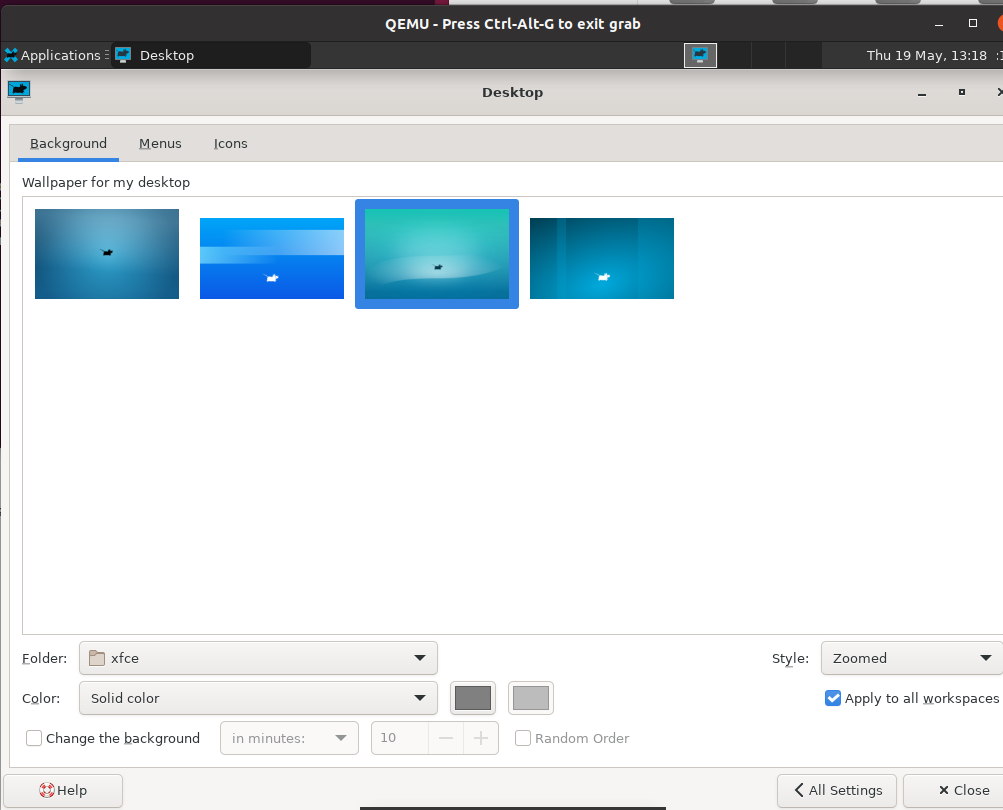 QEMU - Press Ctrl-Alt-G to exit grab
Applications Desktop Thu 19 May, 13:18
Desktop
Background Menus Icons
Wallpaper for my desktop
Folder: xfce Style: Zoomed
Color: Solid color Apply to all workspaces
Change the background in minutes: 10 Random Order
Help All Settings Close